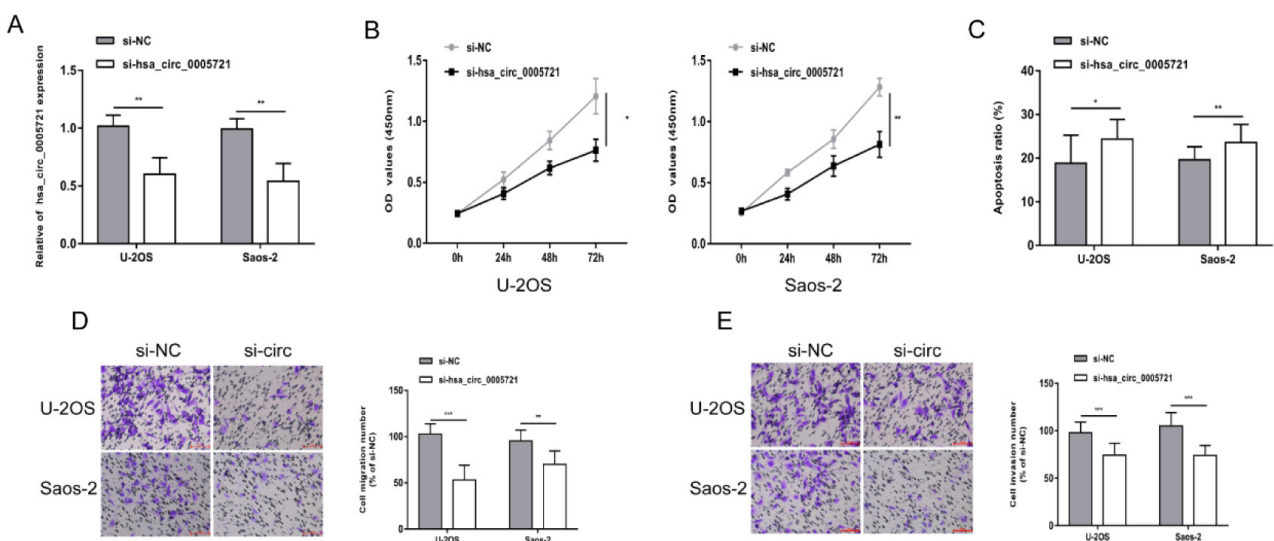 A
si-NC
si-hsa_circ_0005721
Relative of hsa_circ_0005721 expression
1.5
1.0
0.5
0.0
**
**
U-2OS
Saos-2
B
si-NC
si-hsa_circ_0005721
OD values (450nm)
1.5
1.0
0.5
0.0
*
0h
24h
48h
72h
U-2OS
si-NC
si-hsa_circ_0005721
OD values (450nm)
1.5
1.0
0.5
0.0
**
0h
24h
48h
72h
Saos-2
C
si-NC
si-hsa_circ_0005721
Apoptosis ratio (%)
40
30
20
10
0
*
**
U-2OS
Saos-2
D
si-NC
si-circ
U-2OS
Saos-2
si-NC
si-hsa_circ_0005721
Cell migration number
(% of si-NC)
150
100
50
0
***
**
U-2OS
Saos-2
E
si-NC
si-circ
U-2OS
Saos-2
si-NC
si-hsa_circ_0005721
Cell invasion number
(% of si-NC)
150
100
50
0
***
***
U-2OS
Saos-2